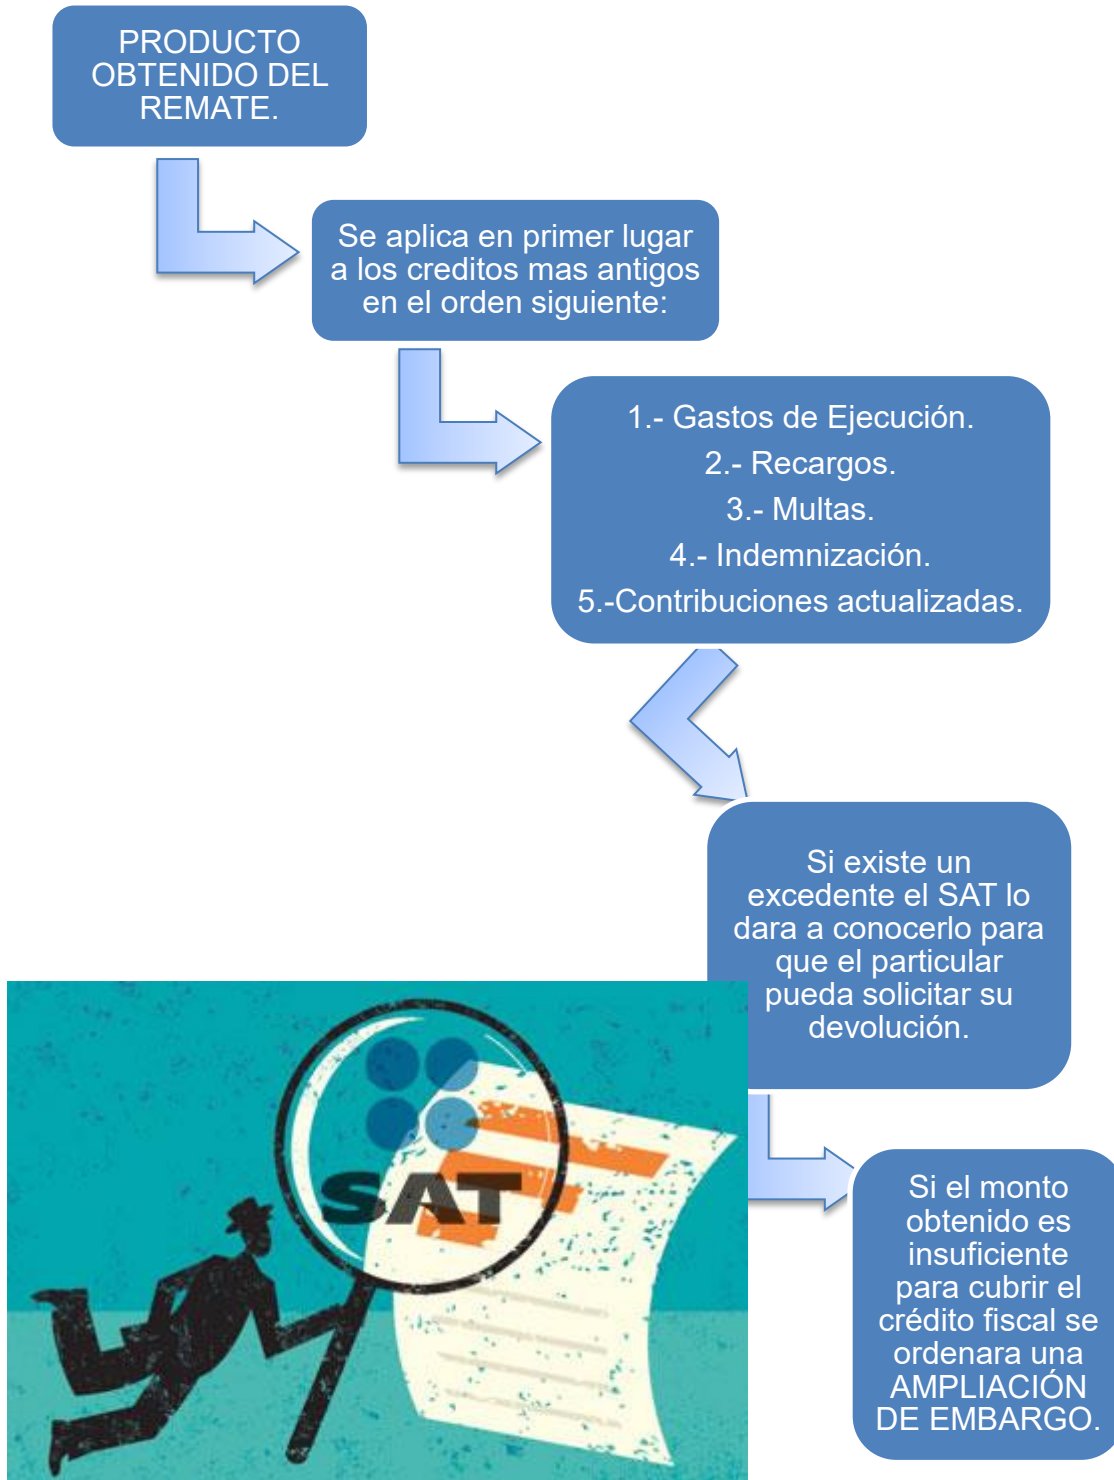 PRODUCTO
OBTENIDO DEL
REMATE.
Se aplica en primer lugar
a los creditos mas antigos
en el orden siguiente:
1.- Gastos de Ejecución.
2.- Recargos.
3.- Multas.
4.- Indemnización.
5.-Contribuciones actualizadas.
Si existe un
excedente el SAT lo
dara a conocerlo para
que el particular
pueda solicitar su
devolución.
SAT
Si el monto
obtenido es
insuficiente
para cubrir el
crédito fiscal se
ordenara una
AMPLIACIÓN
DE EMBARGO.